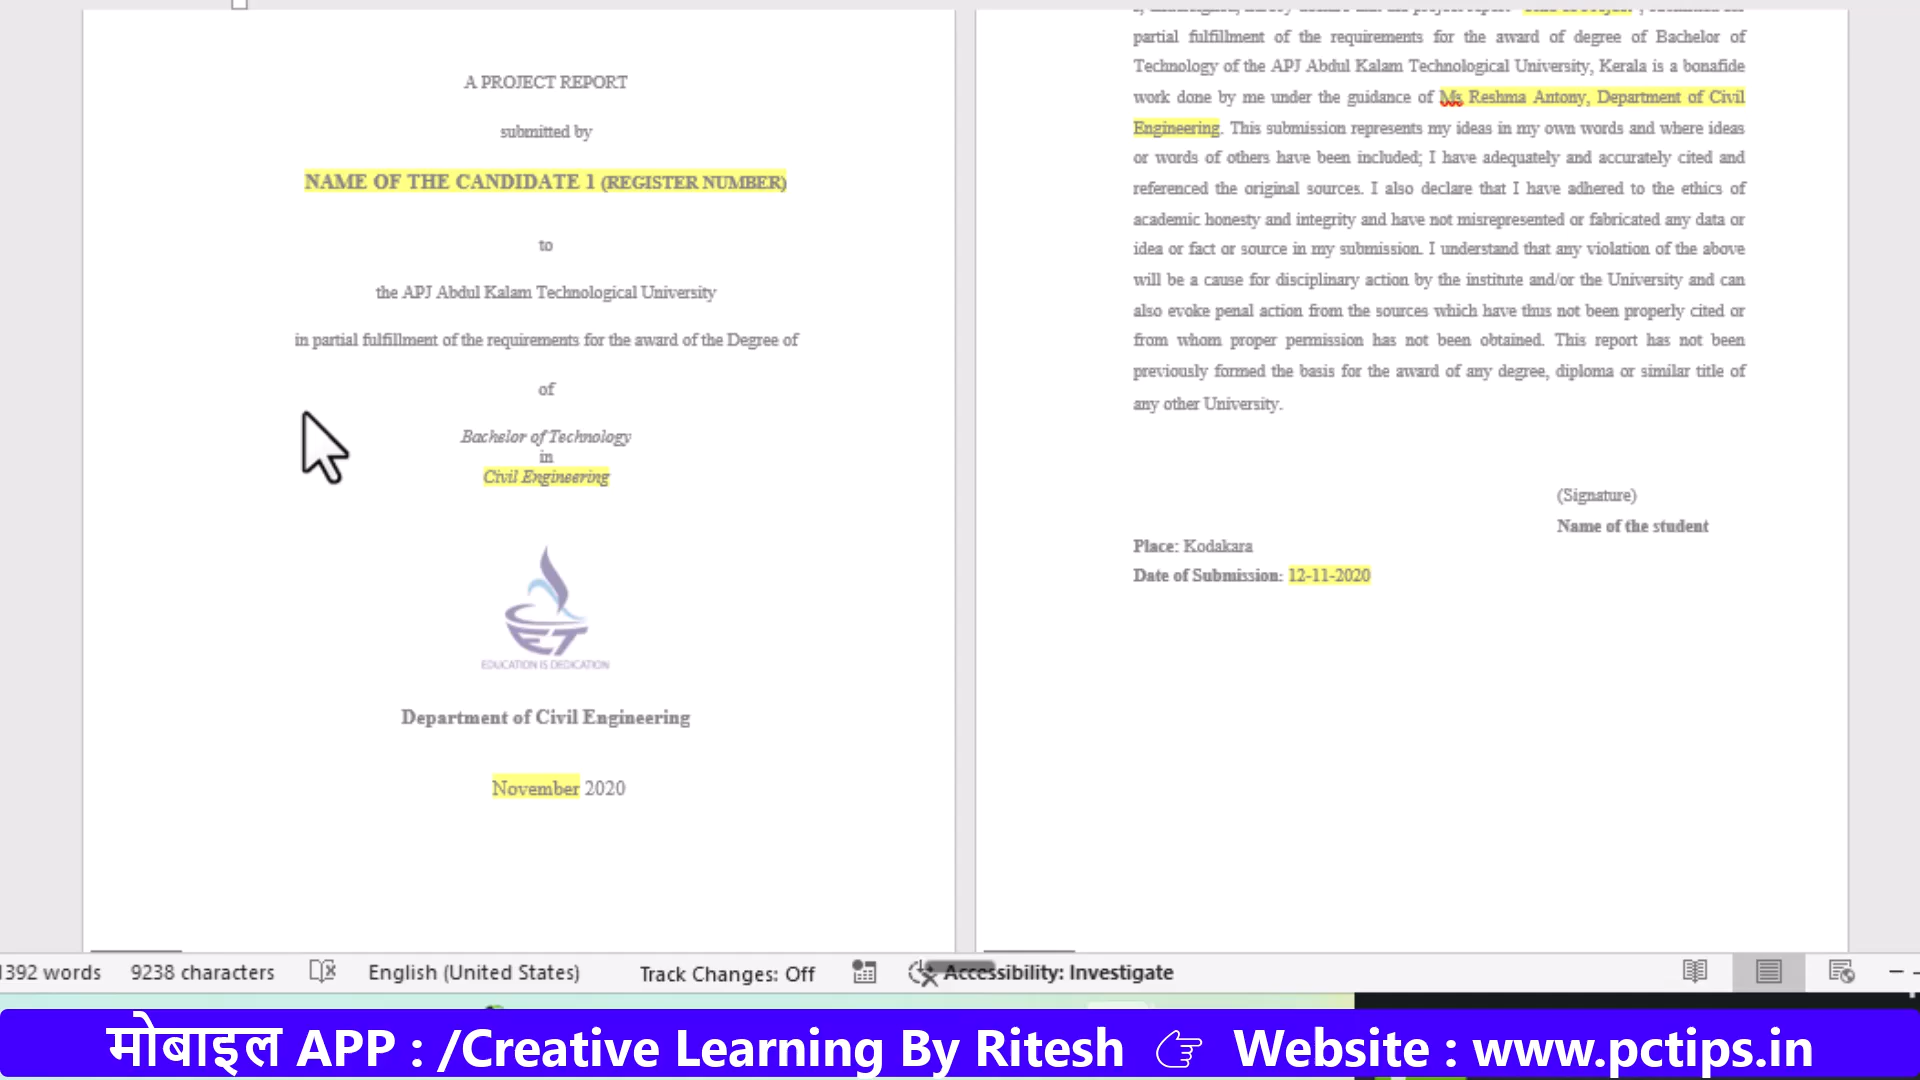 A PROJECT REPORT
submitted by
NAME OF THE CANDIDATE 1 (REGISTER NUMBER)
to
the APJ Abdul Kalam Technological University
in partial fulfillment of the requirements for the award of the Degree of
of
Bachelor of Technology
in
Civil Engineering
EDUCATION IS DEDICATION
Department of Civil Engineering
November 2020
partial fulfillment of the requirements for the award of degree of Bachelor of
Technology of the APJ Abdul Kalam Technological University, Kerala is a bonafide
work done by me under the guidance of Ms Reshma Antony, Department of Civil
Engineering. This submission represents my ideas in my own words and where ideas
or words of others have been included; I have adequately and accurately cited and
referenced the original sources. I also declare that I have adhered to the ethics of
academic honesty and integrity and have not misrepresented or fabricated any data or
idea or fact or source in my submission. I understand that any violation of the above
will be a cause for disciplinary action by the institute and/or the University and can
also evoke penal action from the sources which have thus not been properly cited or
from whom proper permission has not been obtained. This report has not been
previously formed the basis for the award of any degree, diploma or similar title of
any other University.
(Signature)
Name of the student
Place: Kodakara
Date of Submission: 12-11-2020
1392 words 9238 characters English (United States) Track Changes: Off Accessibility: Investigate
मोबाइल APP : /Creative Learning By Ritesh Website : www.pctips.in